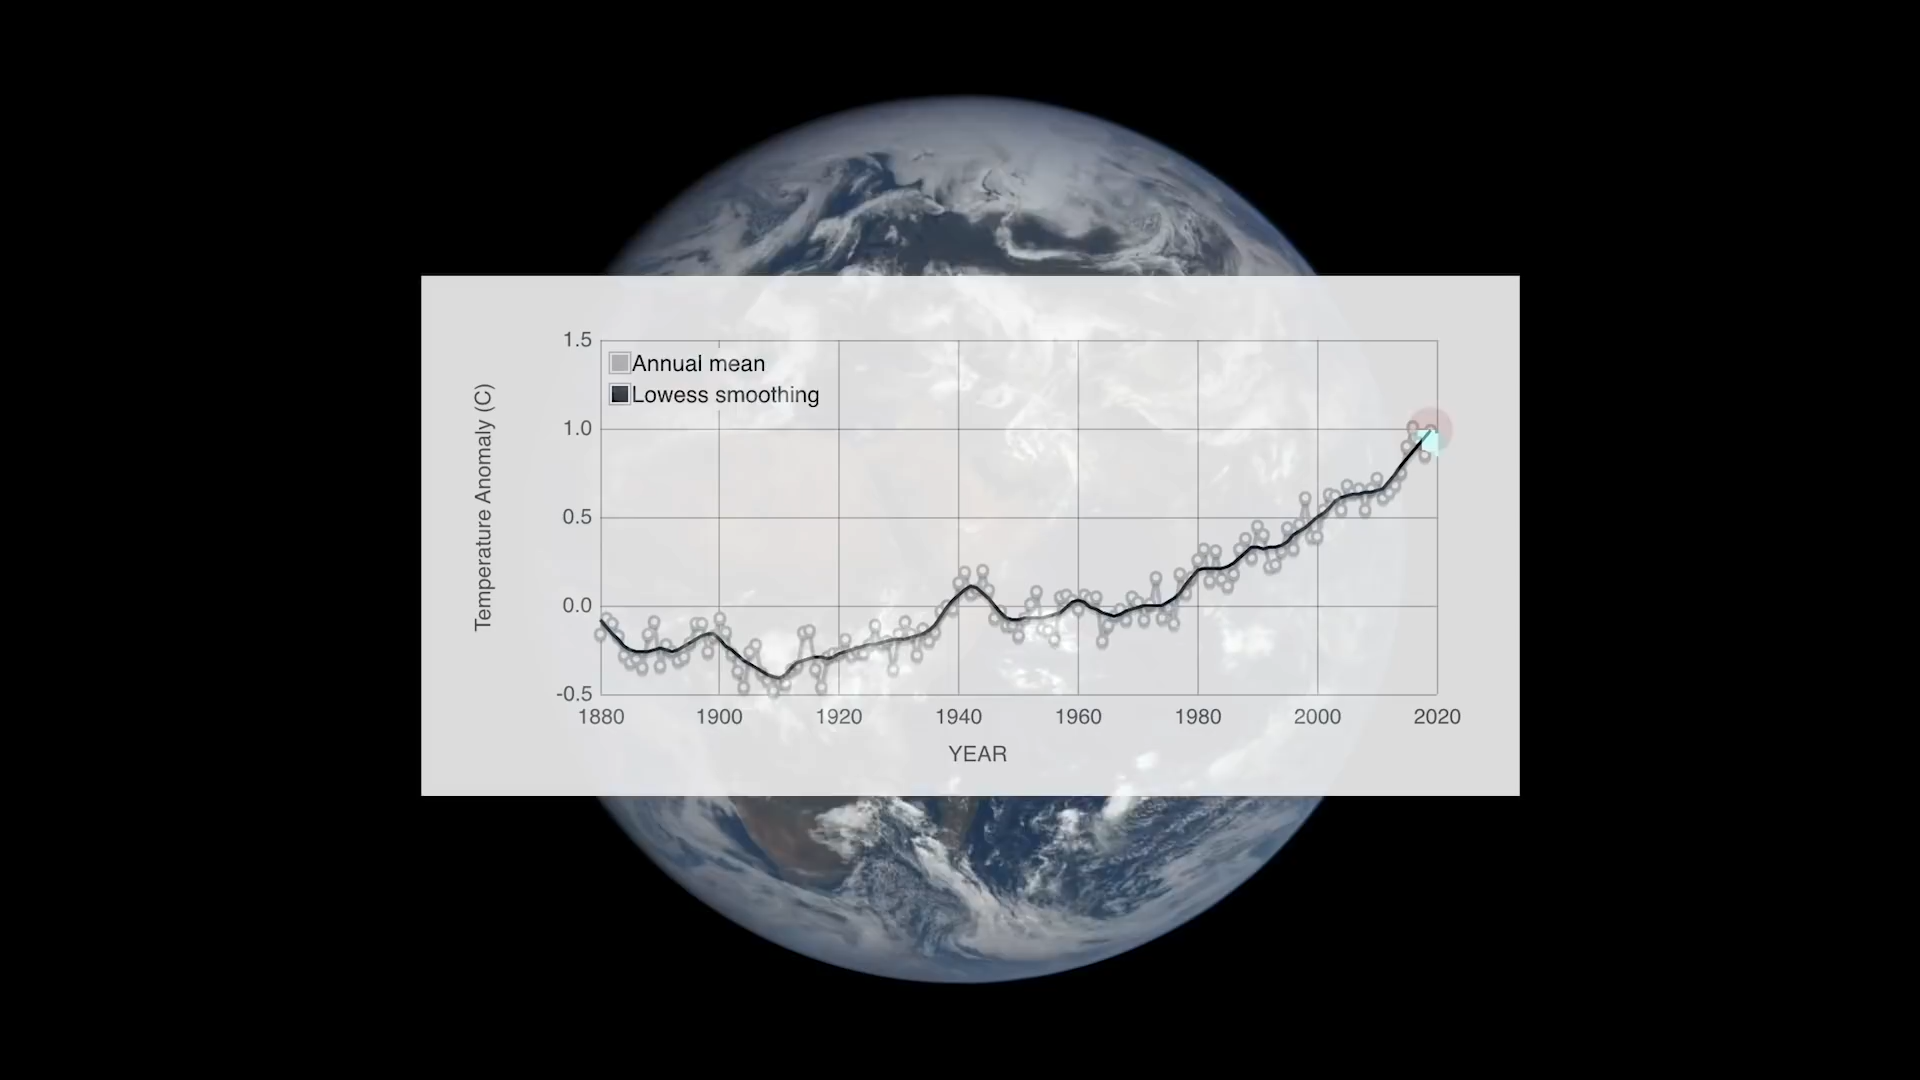 1.5
Annual mean
Lowess smoothing
1.0
0.5
0.0
-0.5
Temperature Anomaly (C)
1880 1900 1920 1940 1960 1980 2000 2020
YEAR